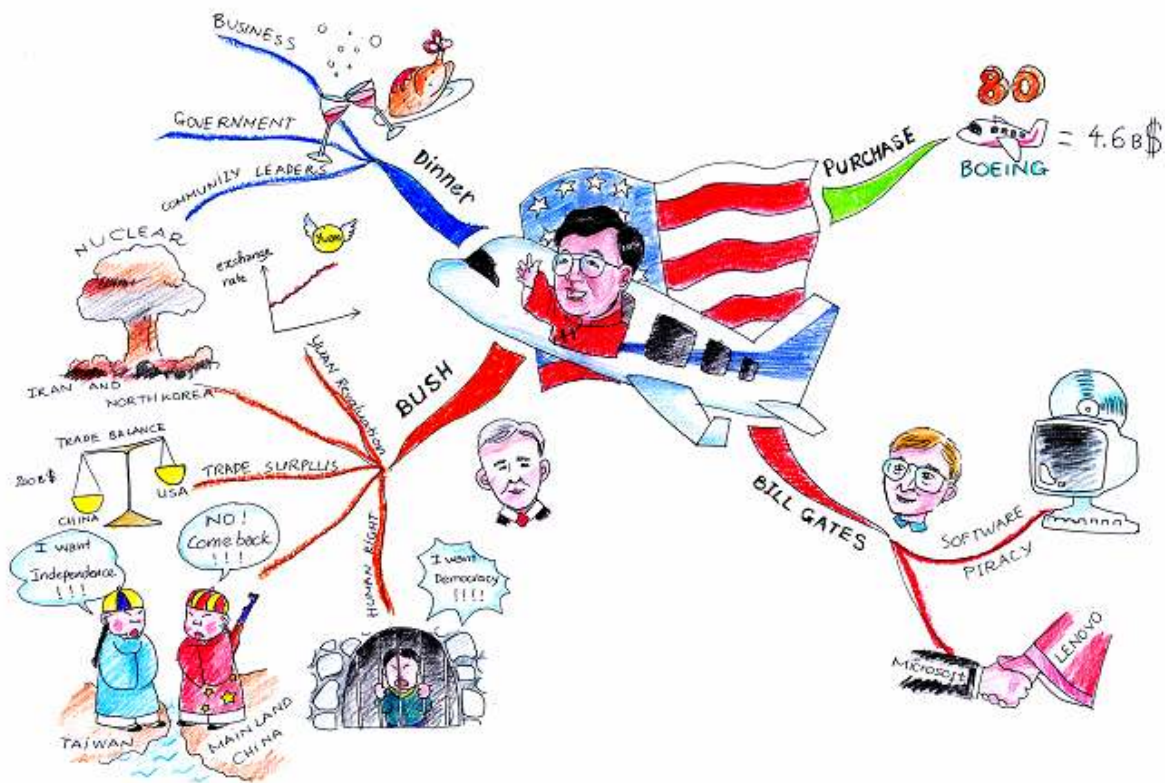 BUSINESS
GOVERNMENT
COMMUNITY LEADERS
Dinner
PURCHASE
80
BOEING
= 4.6B$
NUCLEAR
IRAN AND
NORTH KOREA
exchange
rate
Yuan
YUAN Revaluation
BUSH
TRADE BALANCE
200B$
CHINA
USA
TRADE SURPLUS
I want
Independence
!!!
NO!
Come back
!!!
TAIWAN
MAINLAND
CHINA
HUMAN RIGHT
I want
Democracy
!!!!
BILL GATES
SOFTWARE
PIRACY
Microsoft
LENOVO